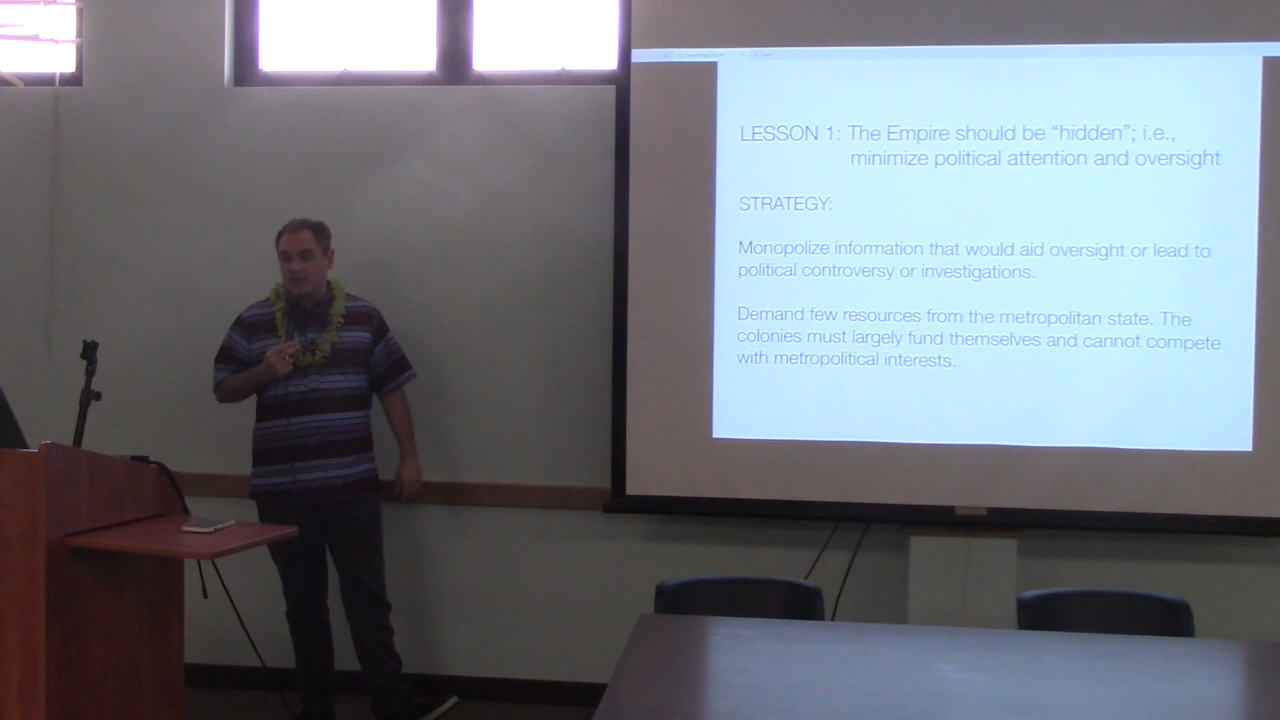 LESSON 1: The Empire should be “hidden”; i.e.,
minimize political attention and oversight
STRATEGY:
Monopolize information that would aid oversight or lead to
political controversy or investigations.
Demand few resources from the metropolitan state. The
colonies must largely fund themselves and cannot compete
with metropolitical interests.